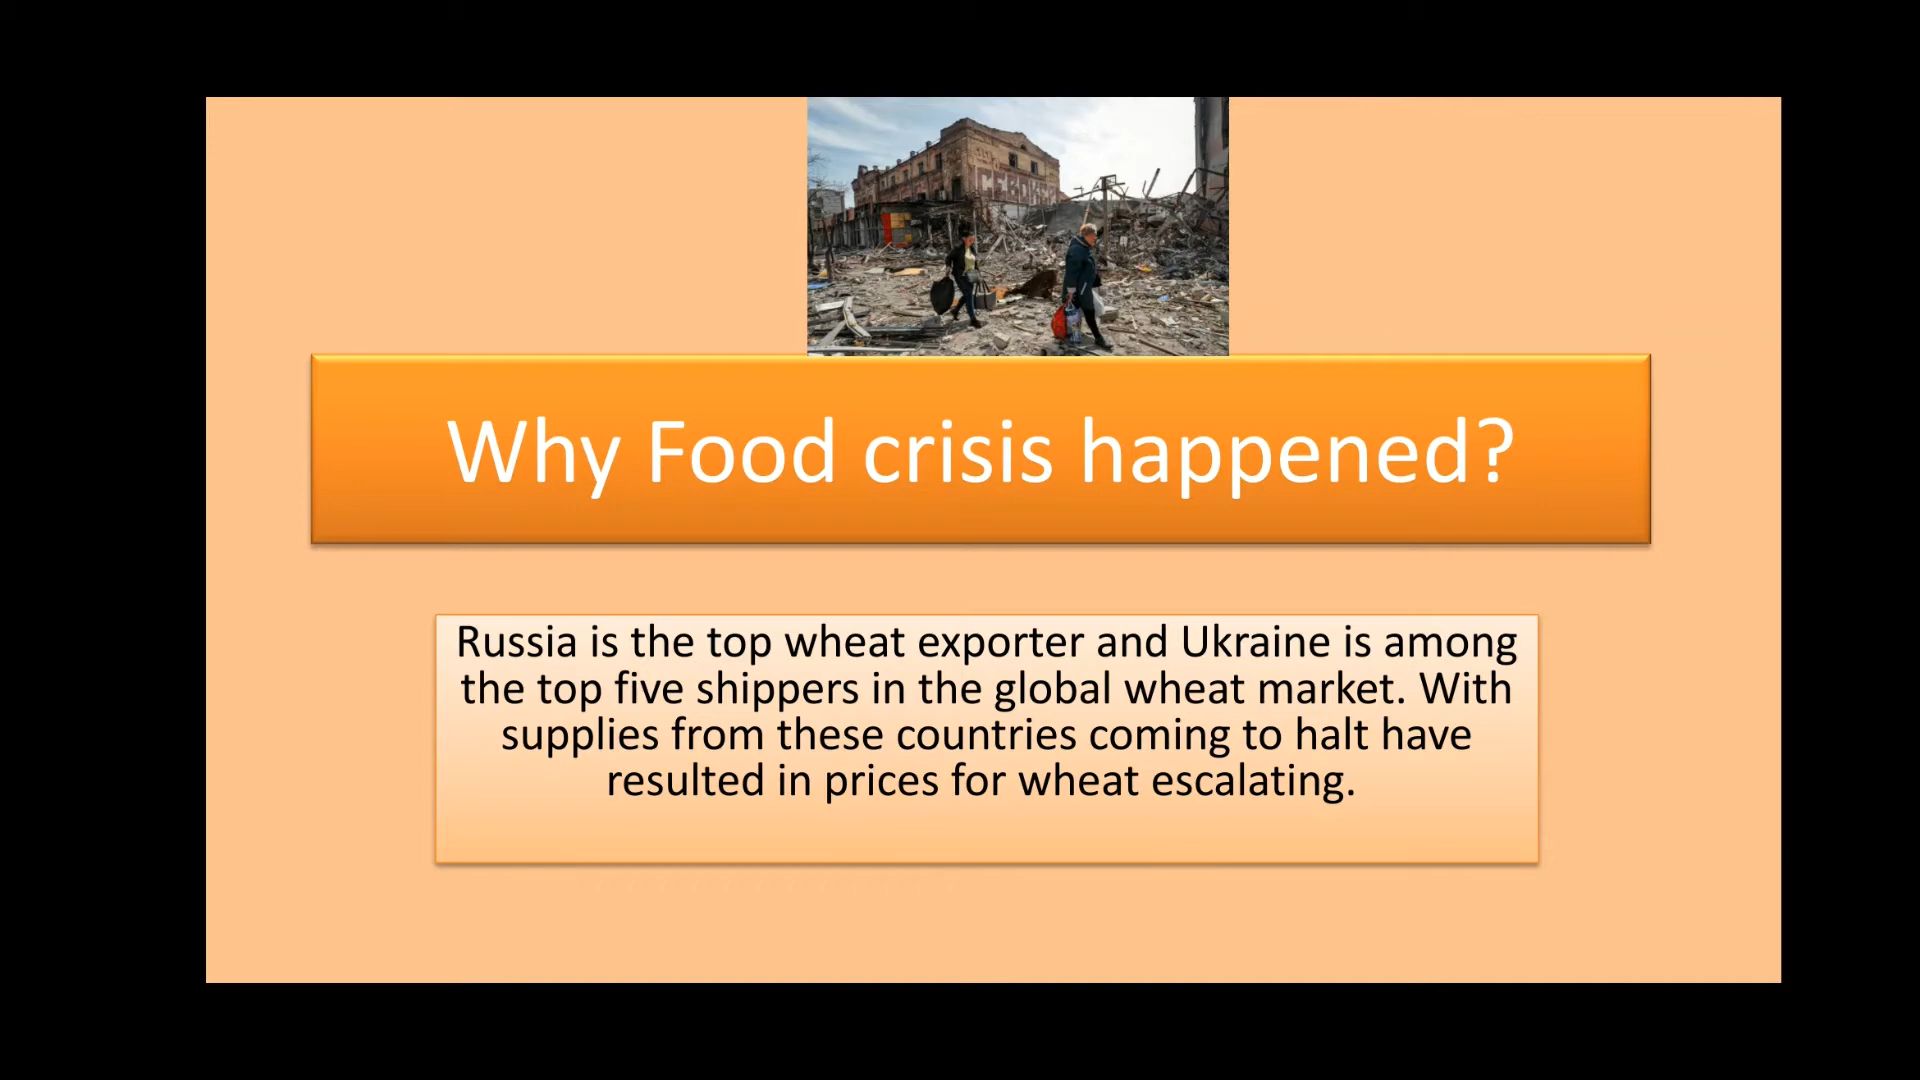 Why Food crisis happened?
Russia is the top wheat exporter and Ukraine is among
the top five shippers in the global wheat market. With
supplies from these countries coming to halt have
resulted in prices for wheat escalating.